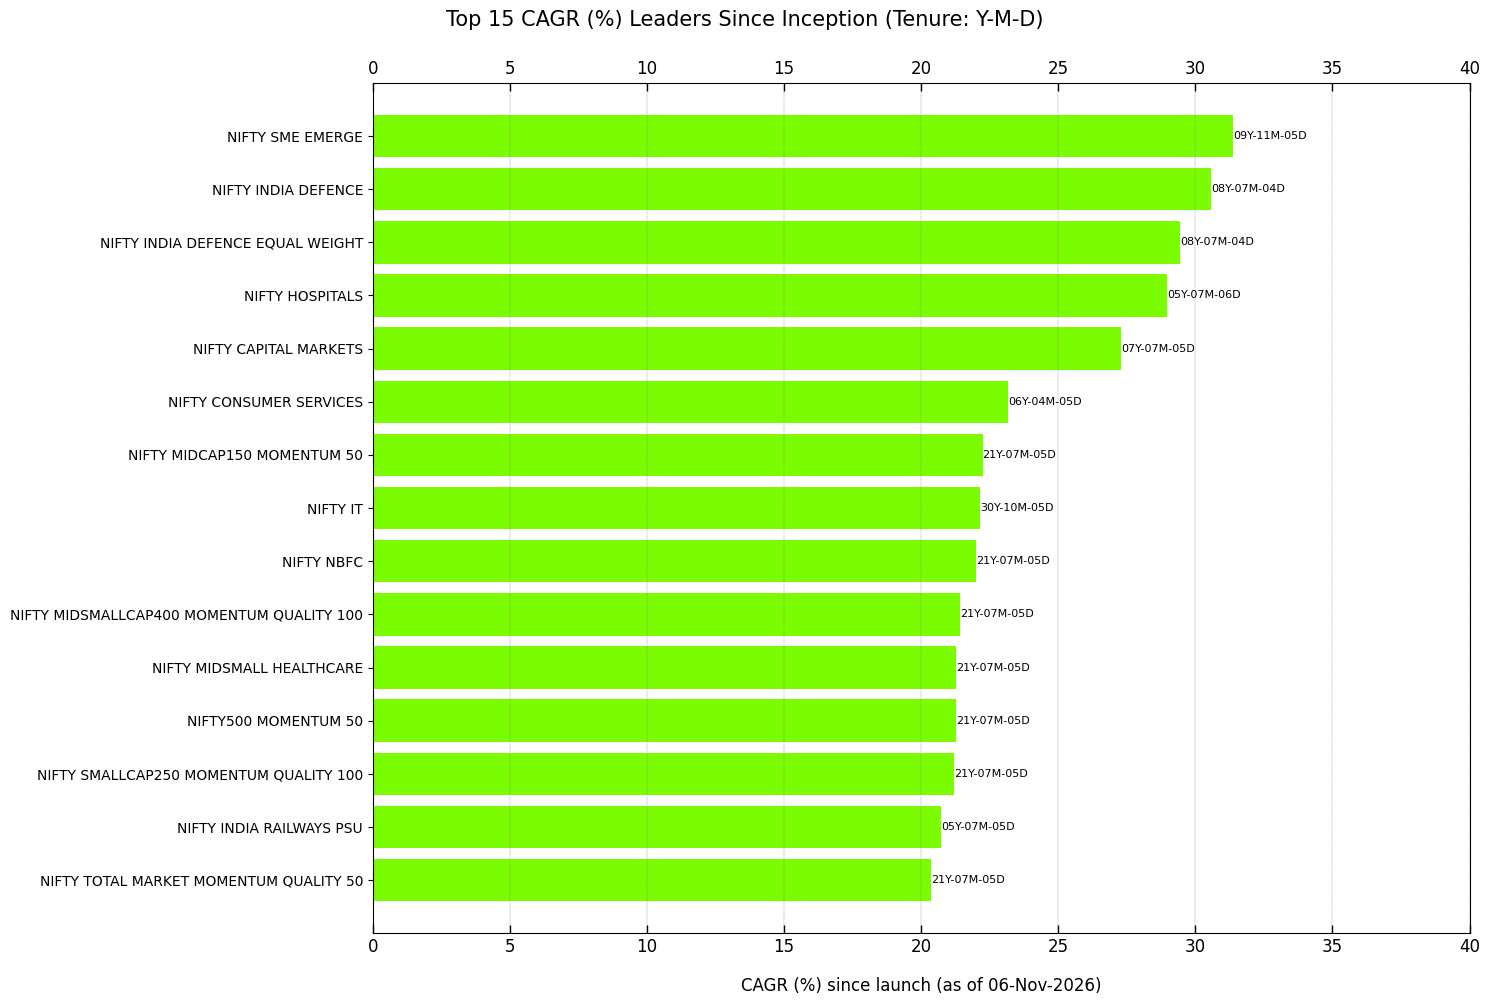 Top 15 CAGR (%) Leaders Since Inception (Tenure: Y-M-D)
0 5 10 15 20 25 30 35 40
NIFTY SME EMERGE 09Y-11M-05D
NIFTY INDIA DEFENCE 08Y-07M-04D
NIFTY INDIA DEFENCE EQUAL WEIGHT 08Y-07M-04D
NIFTY HOSPITALS 05Y-07M-06D
NIFTY CAPITAL MARKETS 07Y-07M-05D
NIFTY CONSUMER SERVICES 06Y-04M-05D
NIFTY MIDCAP150 MOMENTUM 50 21Y-07M-05D
NIFTY IT 30Y-10M-05D
NIFTY NBFC 21Y-07M-05D
NIFTY MIDSMALLCAP400 MOMENTUM QUALITY 100 21Y-07M-05D
NIFTY MIDSMALL HEALTHCARE 21Y-07M-05D
NIFTY500 MOMENTUM 50 21Y-07M-05D
NIFTY SMALLCAP250 MOMENTUM QUALITY 100 21Y-07M-05D
NIFTY INDIA RAILWAYS PSU 05Y-07M-05D
NIFTY TOTAL MARKET MOMENTUM QUALITY 50 21Y-07M-05D
0 5 10 15 20 25 30 35 40
CAGR (%) since launch (as of 06-Nov-2026)